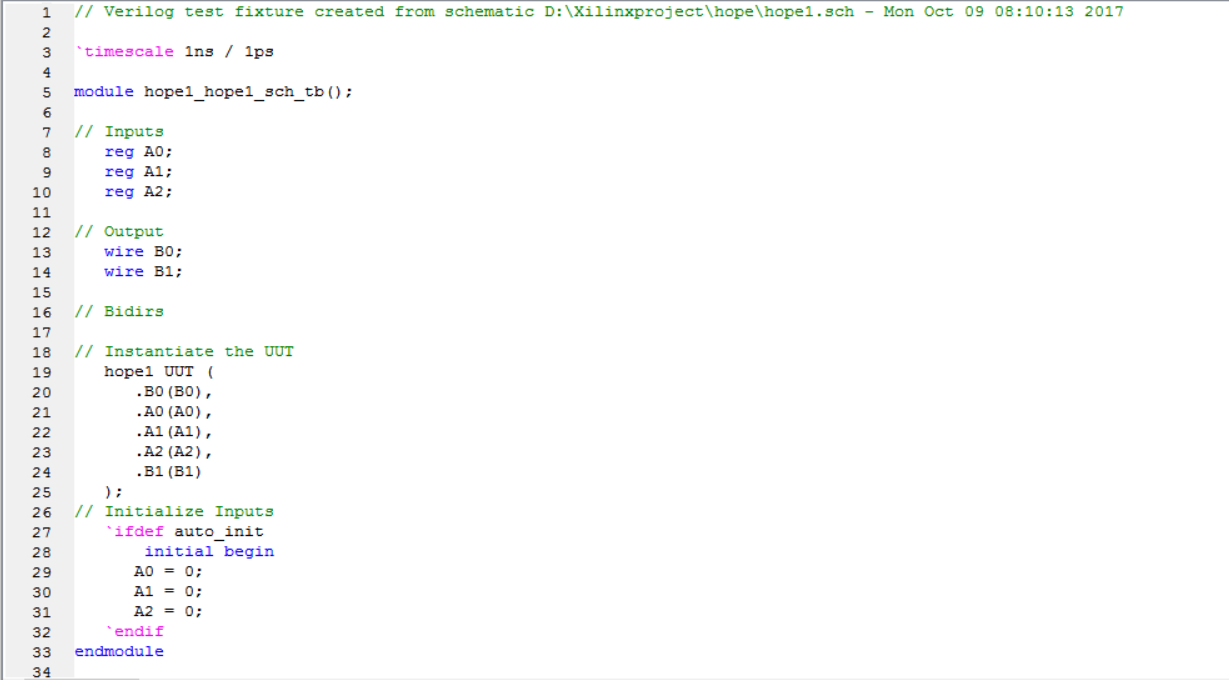 1 // Verilog test fixture created from schematic D:\Xilinxproject\hope\hope1.sch - Mon Oct 09 08:10:13 2017
2
3 `timescale 1ns / 1ps
4
5 module hope1_hope1_sch_tb();
6
7 // Inputs
8 reg A0;
9 reg A1;
10 reg A2;
11
12 // Output
13 wire B0;
14 wire B1;
15
16 // Bidirs
17
18 // Instantiate the UUT
19 hope1 UUT (
20 .B0(B0),
21 .A0(A0),
22 .A1(A1),
23 .A2(A2),
24 .B1(B1)
25 );
26 // Initialize Inputs
27 `ifdef auto_init
28 initial begin
29 A0 = 0;
30 A1 = 0;
31 A2 = 0;
32 `endif
33 endmodule
34